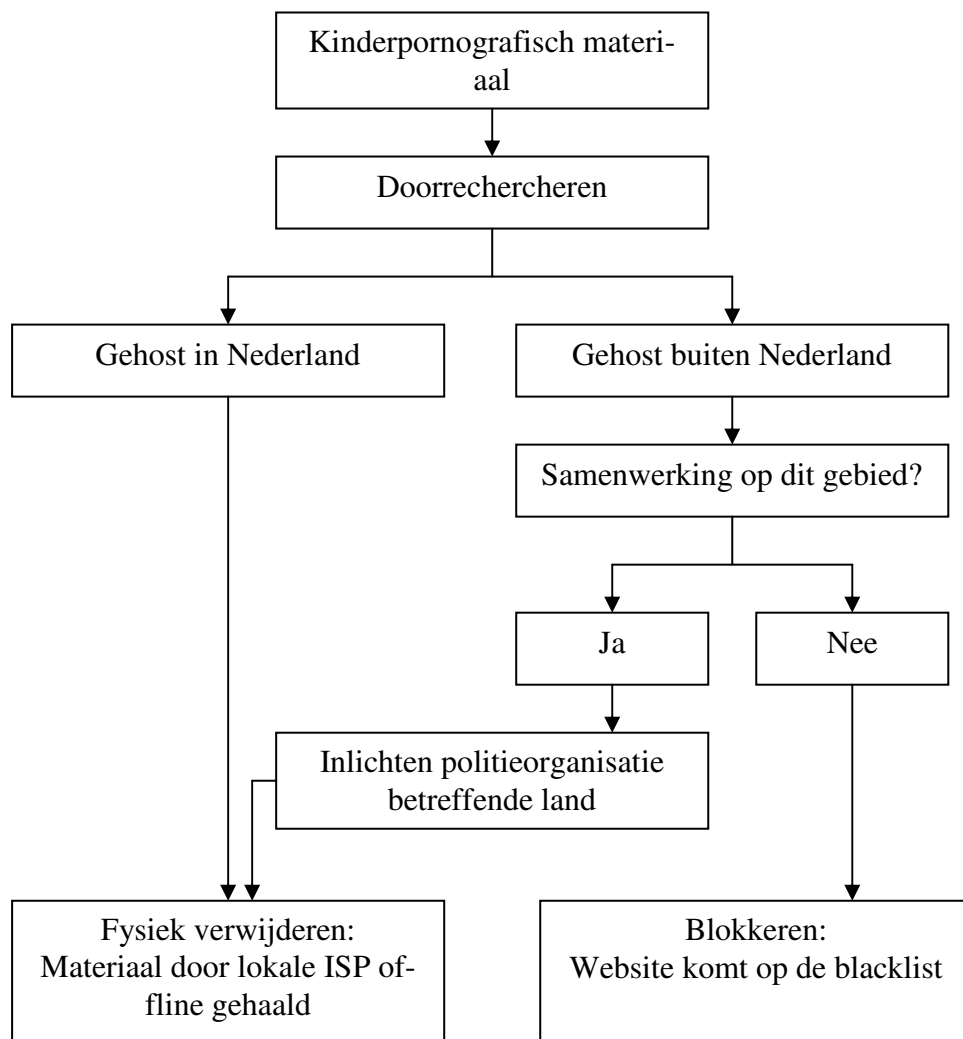 Kinderpornografisch materi-
aal
Doorrechercheren
Gehost in Nederland
Gehost buiten Nederland
Samenwerking op dit gebied?
Ja
Nee
Inlichten politieorganisatie
betreffende land
Fysiek verwijderen:
Materiaal door lokale ISP of-
fline gehaald
Blokkeren:
Website komt op de blacklist